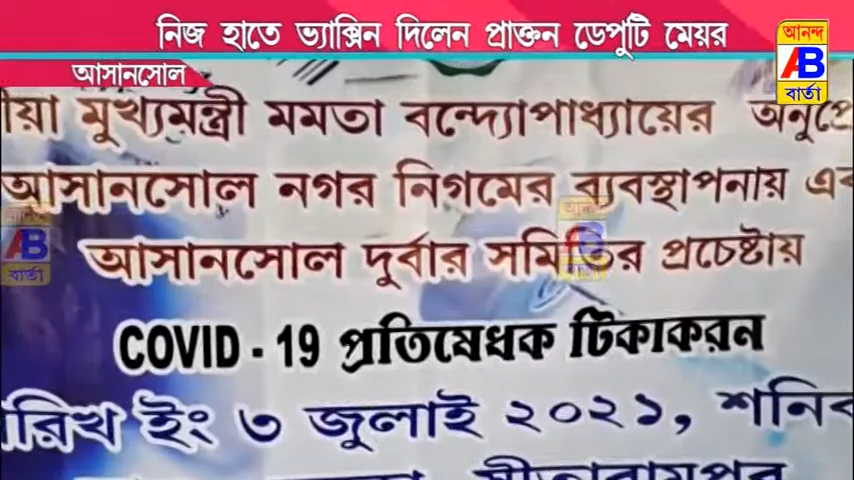 নিজ হাতে ভ্যাক্সিন দিলেন প্রাক্তন ডেপুটি মেয়র
আসানসোল
আনন্দ
AB
বার্তা
মুখ্যমন্ত্রী মমতা বন্দ্যোপাধ্যায়ের
আসানসোল নগর নিগমের ব্যবস্থাপনায়
আসানসোল দুর্বার সমিতির প্রচেষ্টায়
COVID - 19 প্রতিষেধক টিকাকরন
ইং ৩ জুলাই ২০২১,
সীতারামপুর